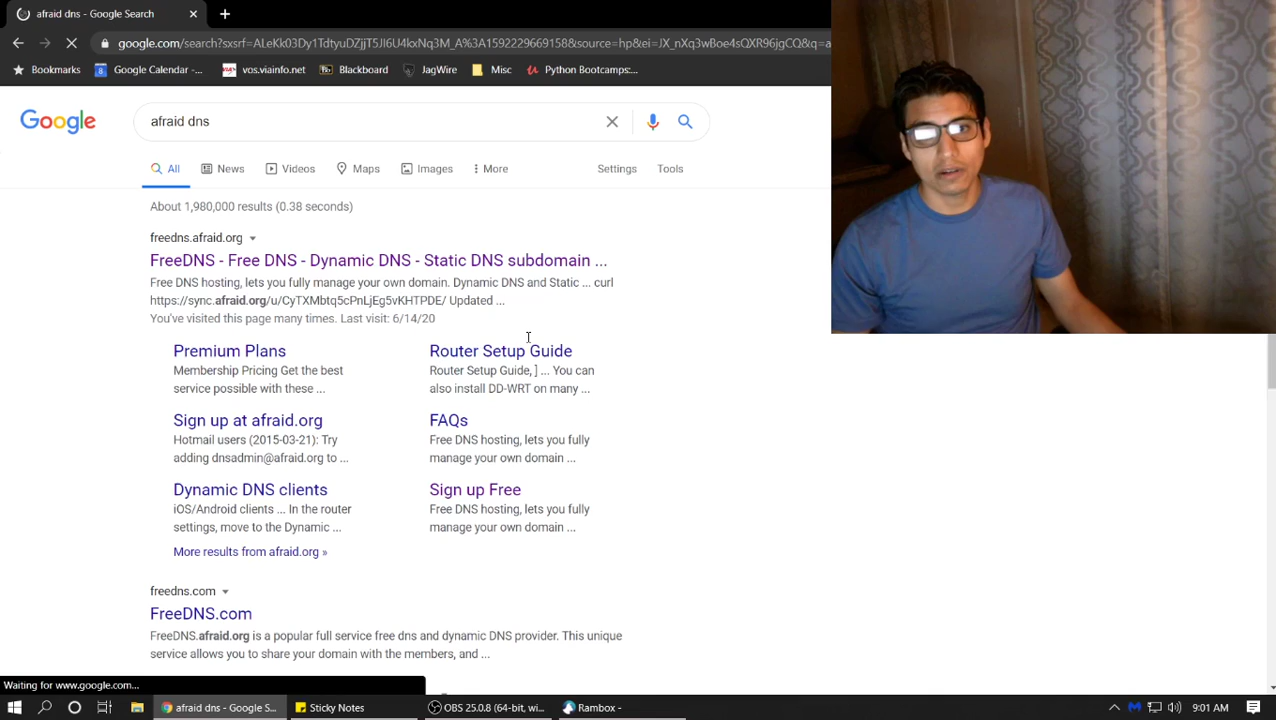 afraid dns - Google Search
google.com/search?sxsrf=ALeKk03Dy1TdtyuDZjjT5JI6U4kxNq3M_A%3A1592229669158&source=hp&ei=JX_nXq3wBoe4sQXR96jgCQ&q=a
Bookmarks
Google Calendar -...
vos.viainfo.net
Blackboard
JagWire
Misc
Python Bootcamps:...
Google
afraid dns
All
News
Videos
Maps
Images
More
Settings
Tools
About 1,980,000 results (0.38 seconds)
freedns.afraid.org
FreeDNS - Free DNS - Dynamic DNS - Static DNS subdomain ...
Free DNS hosting, lets you fully manage your own domain. Dynamic DNS and Static ... curl
https://sync.afraid.org/u/CyTXMbtq5cPnLjEg5vKHTPDE/ Updated ...
You've visited this page many times. Last visit: 6/14/20
Premium Plans
Membership Pricing Get the best
service possible with these ...
Router Setup Guide
Router Setup Guide, ] ... You can
also install DD-WRT on many ...
Sign up at afraid.org
Hotmail users (2015-03-21): Try
adding dnsadmin@afraid.org to ...
FAQs
Free DNS hosting, lets you fully
manage your own domain ...
Dynamic DNS clients
iOS/Android clients ... In the router
settings, move to the Dynamic ...
Sign up Free
Free DNS hosting, lets you fully
manage your own domain ...
More results from afraid.org »
freedns.com
FreeDNS.com
FreeDNS.afraid.org is a popular full service free dns and dynamic DNS provider. This unique
service allows you to share your domain with the members, and ...
Waiting for www.google.com...
afraid dns - Google S...
Sticky Notes
OBS 25.0.8 (64-bit, wi...
Rambox -
9:01 AM